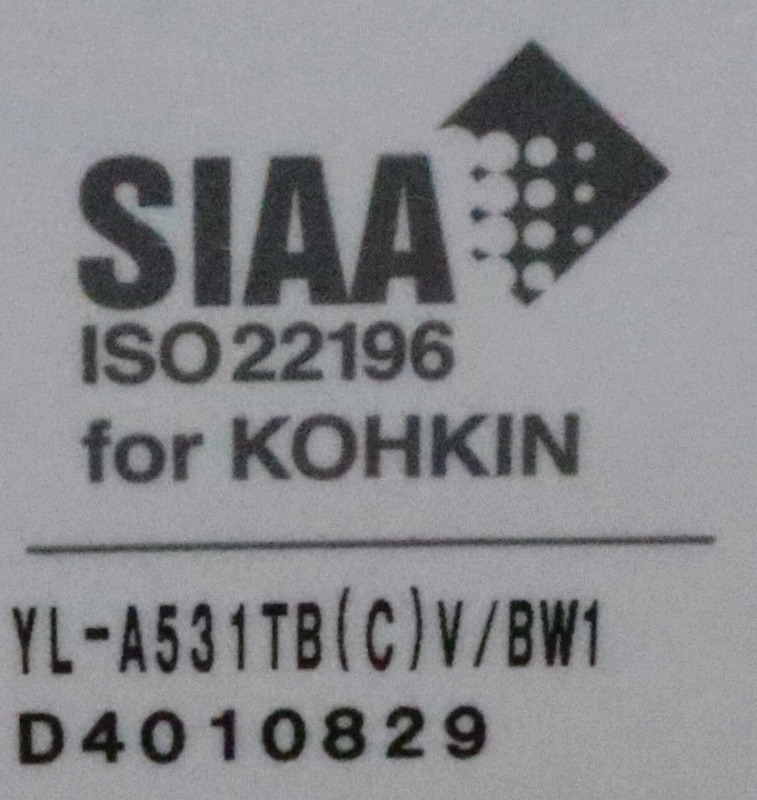 SIAA
ISO 22196
for KOHKIN
YL-A531TB(C)V/BW1
D4010829